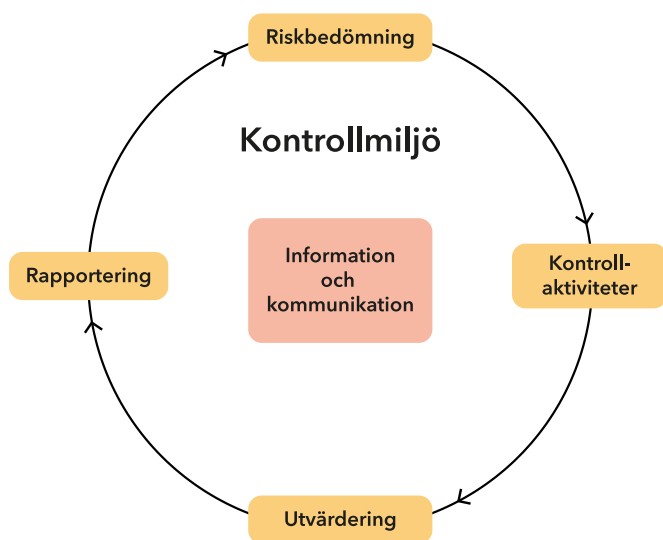 Riskbedömning
Kontrollmiljö
Information
och
kommunikation
Rapportering
Kontroll-
aktiviteter
Utvärdering